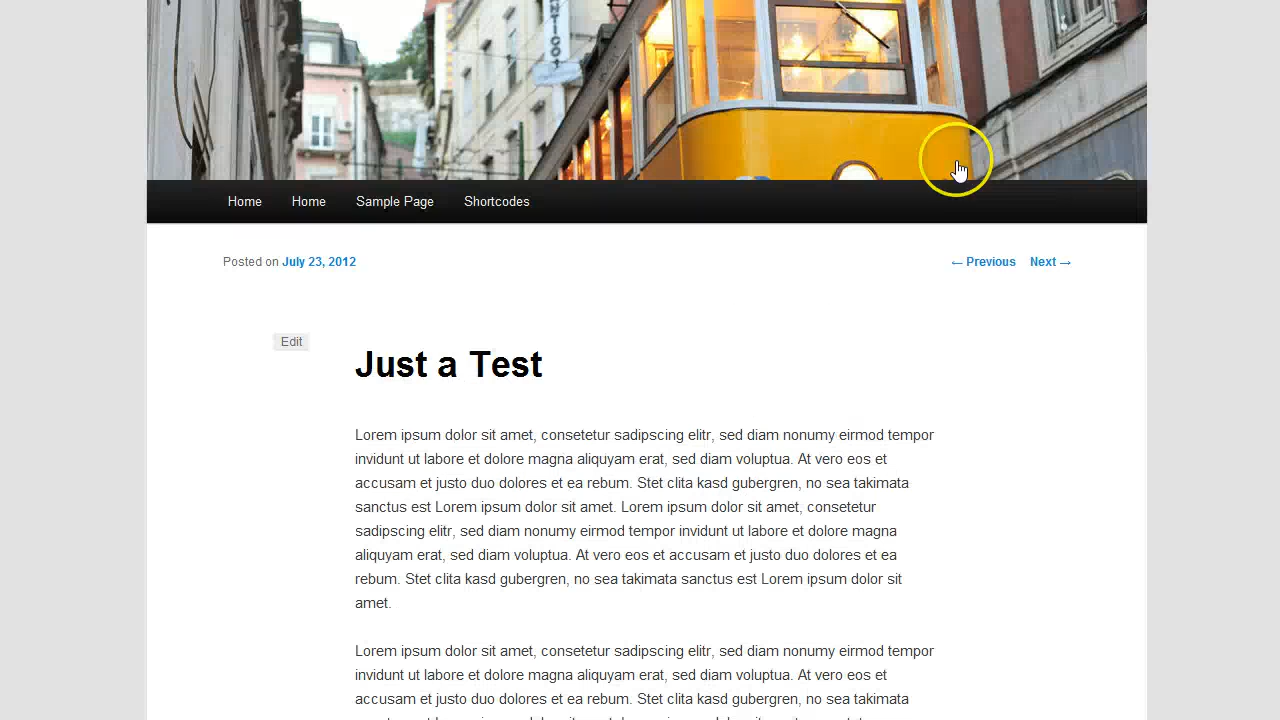 ANTICO
Home Home Sample Page Shortcodes
Posted on July 23, 2012 ← Previous Next →
Edit
Just a Test
Lorem ipsum dolor sit amet, consetetur sadipscing elitr, sed diam nonumy eirmod tempor
invidunt ut labore et dolore magna aliquyam erat, sed diam voluptua. At vero eos et
accusam et justo duo dolores et ea rebum. Stet clita kasd gubergren, no sea takimata
sanctus est Lorem ipsum dolor sit amet. Lorem ipsum dolor sit amet, consetetur
sadipscing elitr, sed diam nonumy eirmod tempor invidunt ut labore et dolore magna
aliquyam erat, sed diam voluptua. At vero eos et accusam et justo duo dolores et ea
rebum. Stet clita kasd gubergren, no sea takimata sanctus est Lorem ipsum dolor sit
amet.
Lorem ipsum dolor sit amet, consetetur sadipscing elitr, sed diam nonumy eirmod tempor
invidunt ut labore et dolore magna aliquyam erat, sed diam voluptua. At vero eos et
accusam et justo duo dolores et ea rebum. Stet clita kasd gubergren, no sea takimata